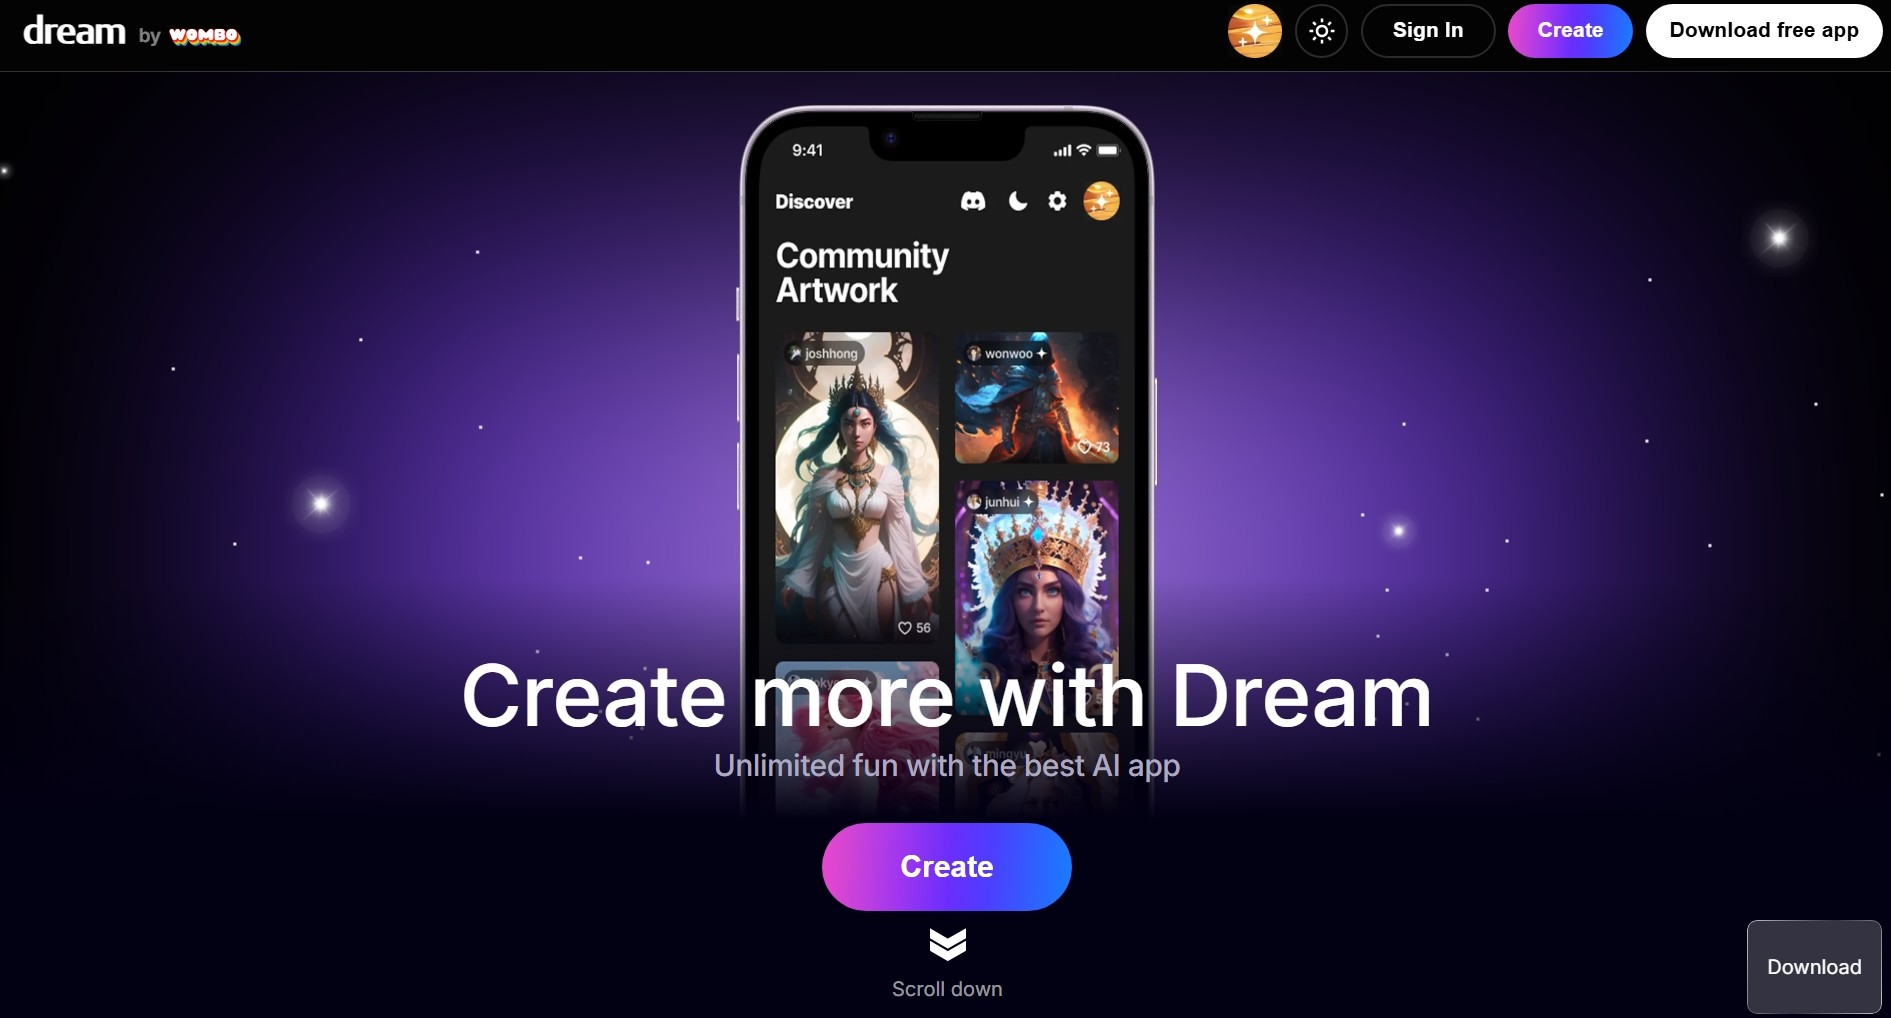 dream by WOMBO
Sign In
Create
Download free app
9:41
Discover
Community
Artwork
joshhong
wonwoo
73
junhui
56
Create more with Dream
mingyu
Unlimited fun with the best AI app
Create
Scroll down
Download